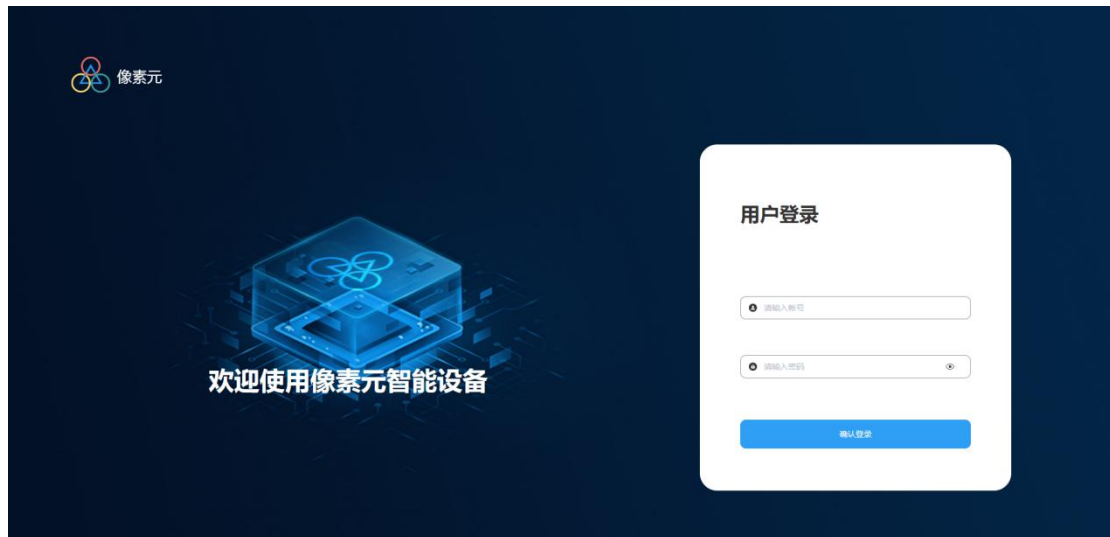 像素元
用户登录
请输入帐号
请输入密码
欢迎使用像素元智能设备
确认登录